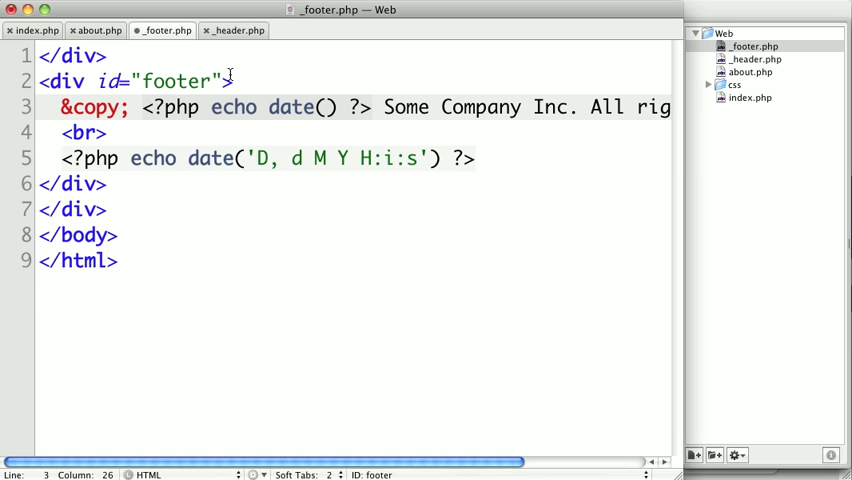 _footer.php — Web
index.php about.php _footer.php _header.php
1 </div>
2 <div id="footer">
3 &copy; <?php echo date() ?> Some Company Inc. All rig
4 <br>
5 <?php echo date('D, d M Y H:i:s') ?>
6 </div>
7 </div>
8 </body>
9 </html>
Web
_footer.php
_header.php
about.php
css
index.php
Line: 3 Column: 26 HTML Soft Tabs: 2 ID: footer